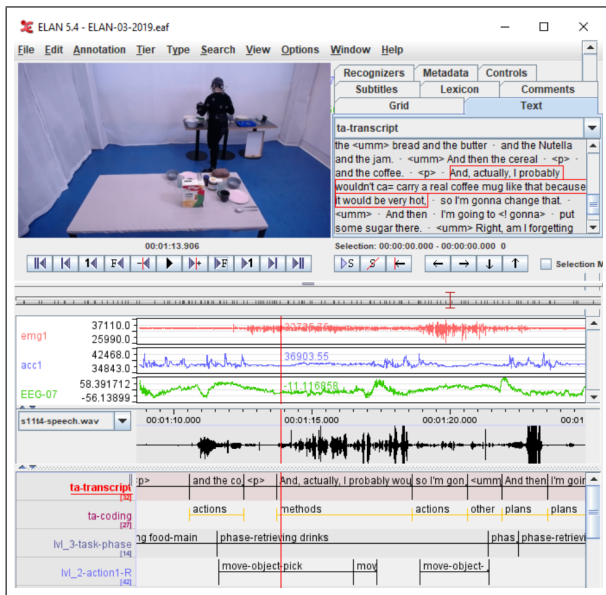 ELAN 5.4 - ELAN-03-2019.eaf
File Edit Annotation Tier Type Search View Options Window Help
Recognizers Metadata Controls
Subtitles Lexicon Comments
Grid Text
ta-transcript
the <umm> bread and the butter · and the Nutella
and the jam. · <umm> And then the cereal · <p> ·
and the coffee. · <p> · And, actually, I probably
wouldn't ca= carry a real coffee mug like that because
it would be very hot, · so I'm gonna change that. ·
<umm> · And then · I'm going to <! gonna> · put
some sugar there. · <umm> Right, am I forgetting
00:01:13.906
Selection: 00:00:00.000 - 00:00:00.000 0
1 F F 1 S S
Selection M
emg1 37110.0 25990.0
acc1 42468.0 34843.0 36903.55
EEG-07 58.391712 -56.13899 -11.116858
s11t4-speech.wav
00:01:10.000 00:01:15.000 00:01:20.000 00:01
ta-transcript [32] p> and the co <p> And, actually, I probably wou so I'm gon <umm And then I'm goir
ta-coding [27] actions methods actions other plans plans
lvl_3-task-phase [14] ng food-main phase-retrieving drinks phas phase-retrievi
lvl_2-action1-R [42] move-object-pick mov move-object-